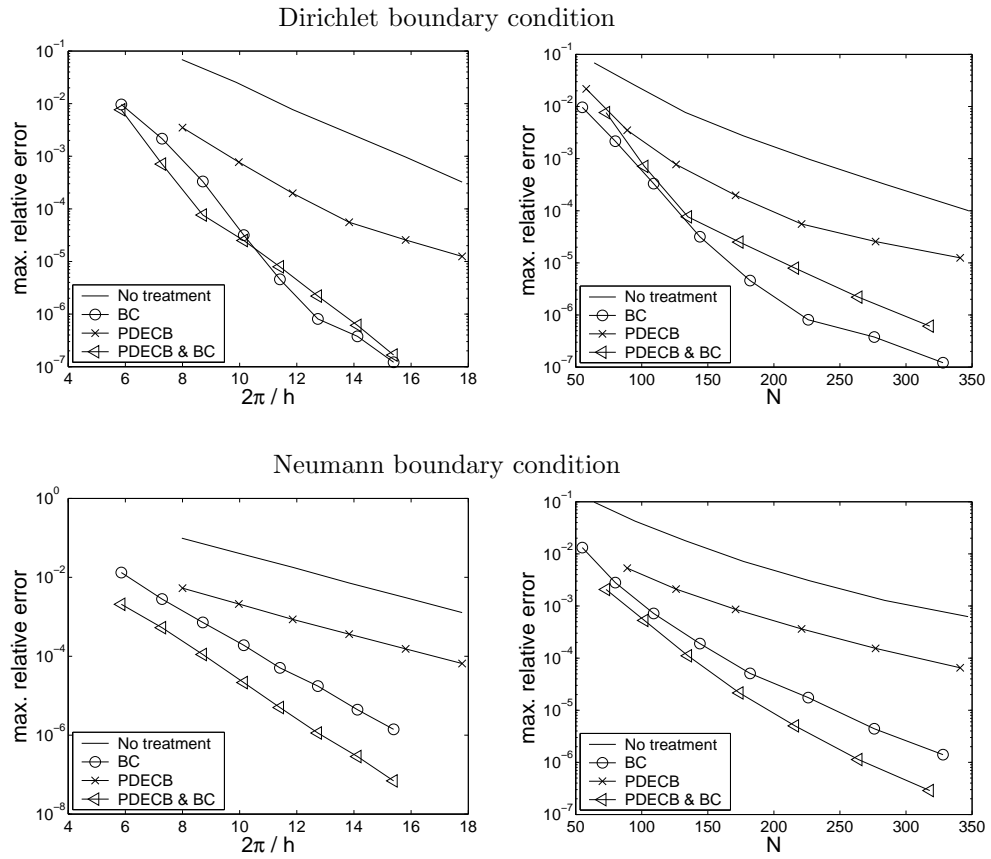 Dirichlet boundary condition
max. relative error
10^-1
10^-2
10^-3
10^-4
10^-5
10^-6
10^-7
No treatment
BC
PDECB
PDECB & BC
4 6 8 10 12 14 16 18
2π / h
max. relative error
10^-1
10^-2
10^-3
10^-4
10^-5
10^-6
10^-7
No treatment
BC
PDECB
PDECB & BC
50 100 150 200 250 300 350
N
Neumann boundary condition
max. relative error
10^0
10^-2
10^-4
10^-6
10^-8
No treatment
BC
PDECB
PDECB & BC
4 6 8 10 12 14 16 18
2π / h
max. relative error
10^-1
10^-2
10^-3
10^-4
10^-5
10^-6
10^-7
No treatment
BC
PDECB
PDECB & BC
50 100 150 200 250 300 350
N